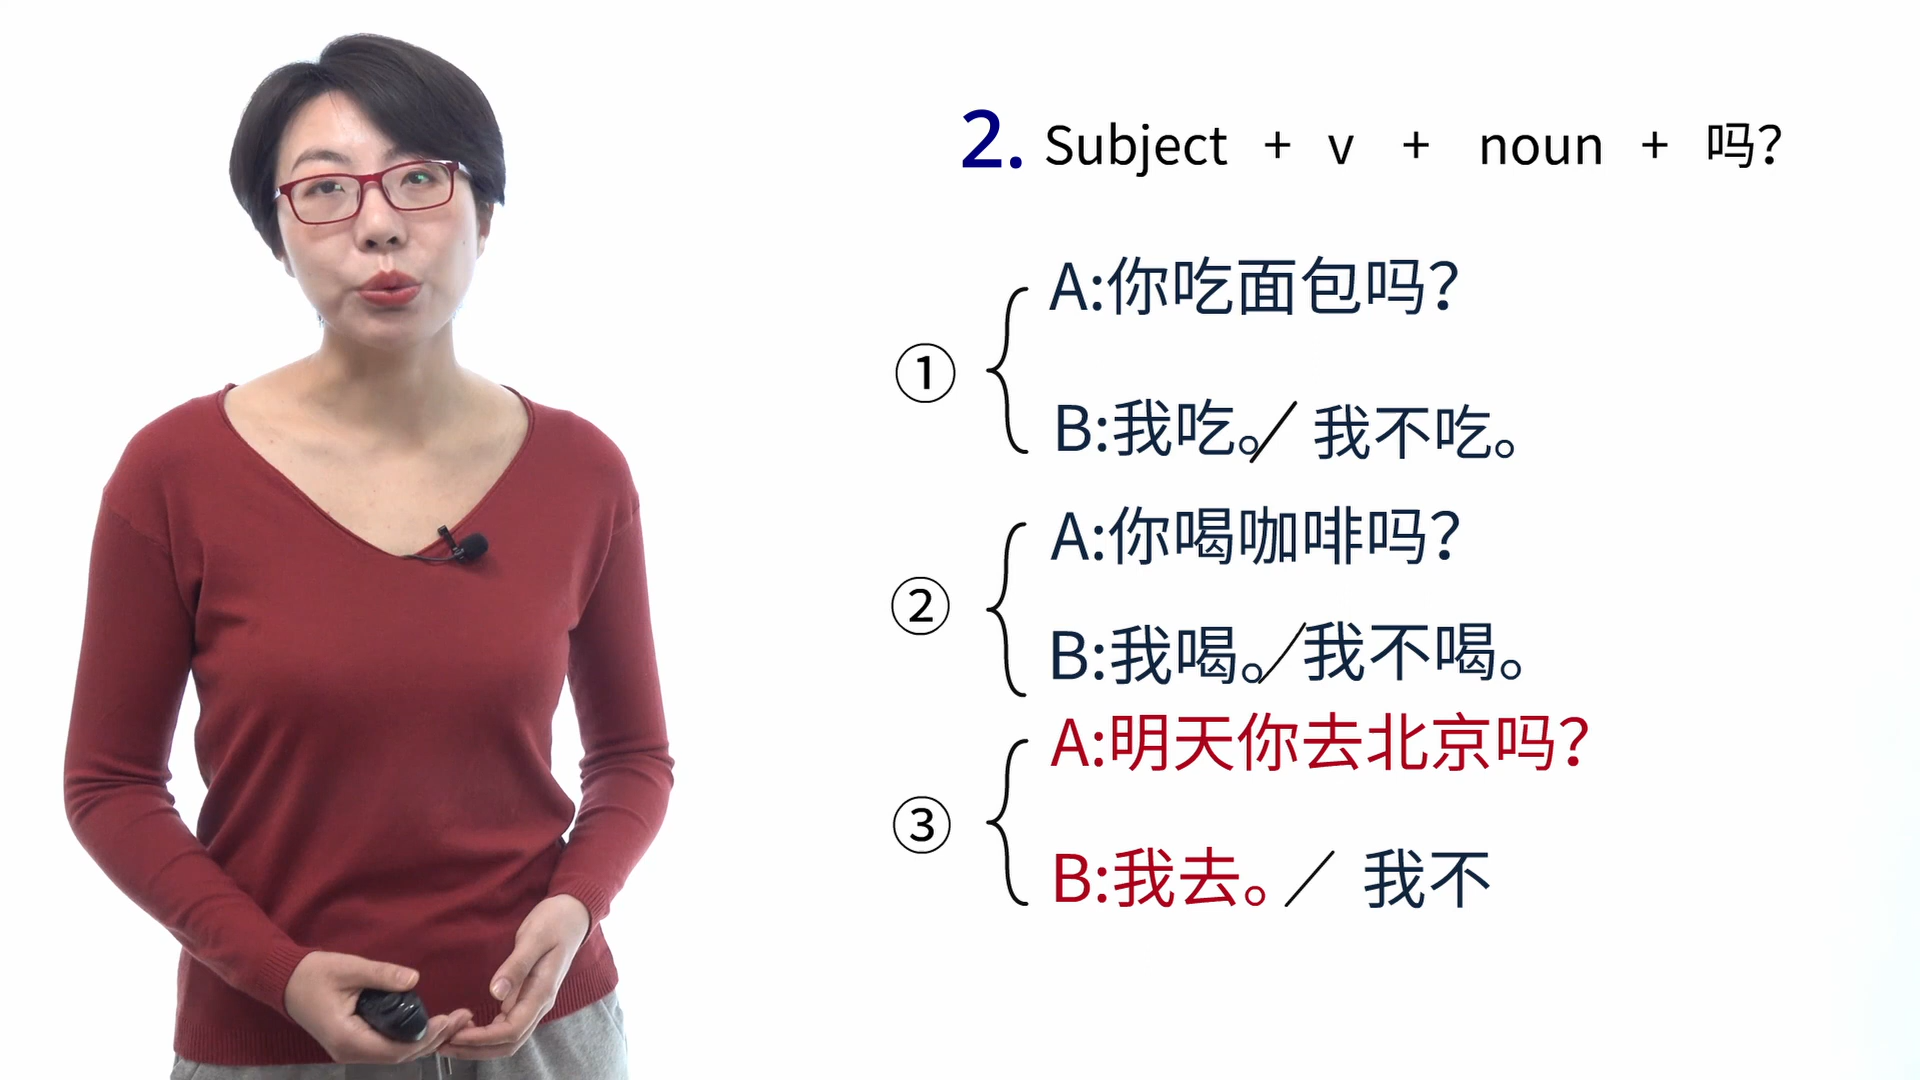 2. Subject + v + noun + 吗？
A:你吃面包吗？
①
B:我吃。/ 我不吃。
A:你喝咖啡吗？
②
B:我喝。/我不喝。
A:明天你去北京吗？
③
B:我去。/ 我不